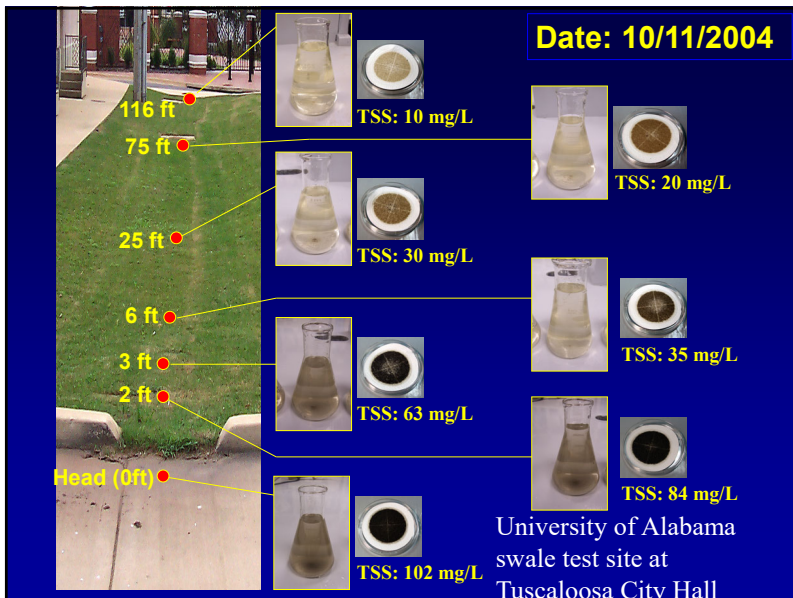 Date: 10/11/2004
116 ft
TSS: 10 mg/L
75 ft
TSS: 20 mg/L
25 ft
TSS: 30 mg/L
6 ft
TSS: 35 mg/L
3 ft
TSS: 63 mg/L
2 ft
TSS: 84 mg/L
Head (0ft)
TSS: 102 mg/L
University of Alabama
swale test site at
Tuscaloosa City Hall